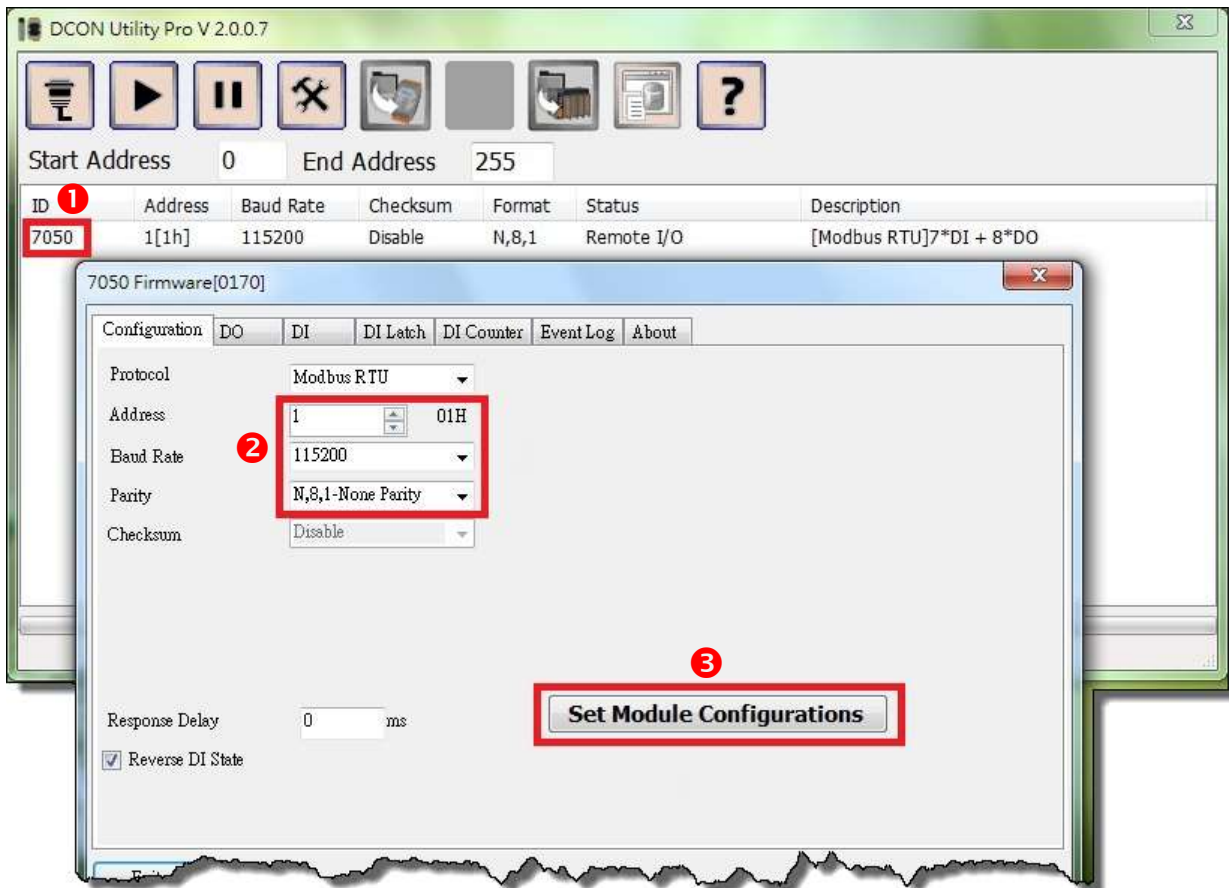 DCON Utility Pro V 2.0.0.7
?
Start Address 0 End Address 255
ID ❶ Address Baud Rate Checksum Format Status Description
7050 1[1h] 115200 Disable N,8,1 Remote I/O [Modbus RTU]7*DI + 8*DO
7050 Firmware[0170]
Configuration DO DI DI Latch DI Counter Event Log About
Protocol Modbus RTU
Address 1 01H
❷
Baud Rate 115200
Parity N,8,1-None Parity
Checksum Disable
❸
Set Module Configurations
Response Delay 0 ms
Reverse DI State